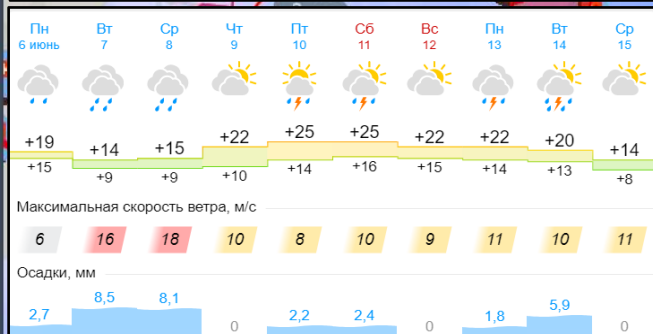 Пн Вт Ср Чт Пт Сб Вс Пн Вт Ср
6 июнь 7 8 9 10 11 12 13 14 15
+19 +14 +15 +22 +25 +25 +22 +22 +20 +14
+15 +9 +9 +10 +14 +16 +15 +14 +13 +8
Максимальная скорость ветра, м/с
6 16 18 10 8 10 9 11 10 11
Осадки, мм
2,7 8,5 8,1 0 2,2 2,4 0 1,8 5,9 0